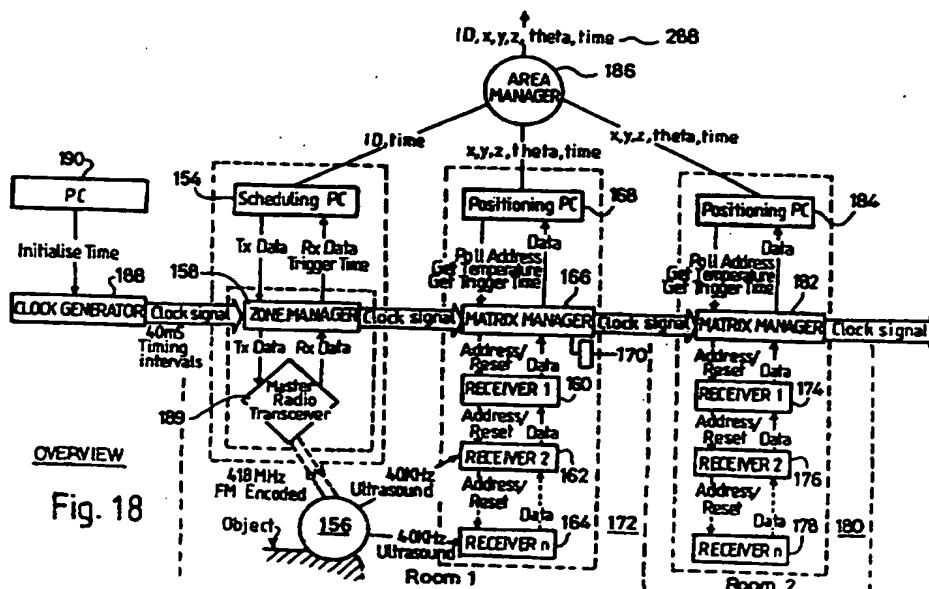 ID, x,y,z, theta, time 288
AREA MANAGER 186
ID, time
x,y,z, theta, time
x,y,z, theta, time
190
PC
Initialise Time
188
CLOCK GENERATOR
Clock signal
40mS Timing intervals
154
Scheduling PC
Tx Data
Rx Data
Trigger Time
158
ZONE MANAGER
Tx Data
Rx Data
Master Radio Transceiver
189
418 MHz FM Encoded
Object
156
40KHz Ultrasound
40KHz Ultrasound
Clock signal
Positioning PC
168
Poll Address
Get Temperature
Get Trigger Time
Data
166
MATRIX MANAGER
170
Address/Reset
Data
RECEIVER 1
160
Address/Reset
Data
RECEIVER 2
162
Address/Reset
Data
RECEIVER n
164
172
Room 1
Clock signal
Positioning PC
184
Poll Address
Get Temperature
Get Trigger Time
Data
182
MATRIX MANAGER
Clock signal
Address/Reset
Data
RECEIVER 1
174
Address/Reset
Data
RECEIVER 2
176
Address/Reset
Data
RECEIVER n
178
180
Room 2
OVERVIEW
Fig. 18